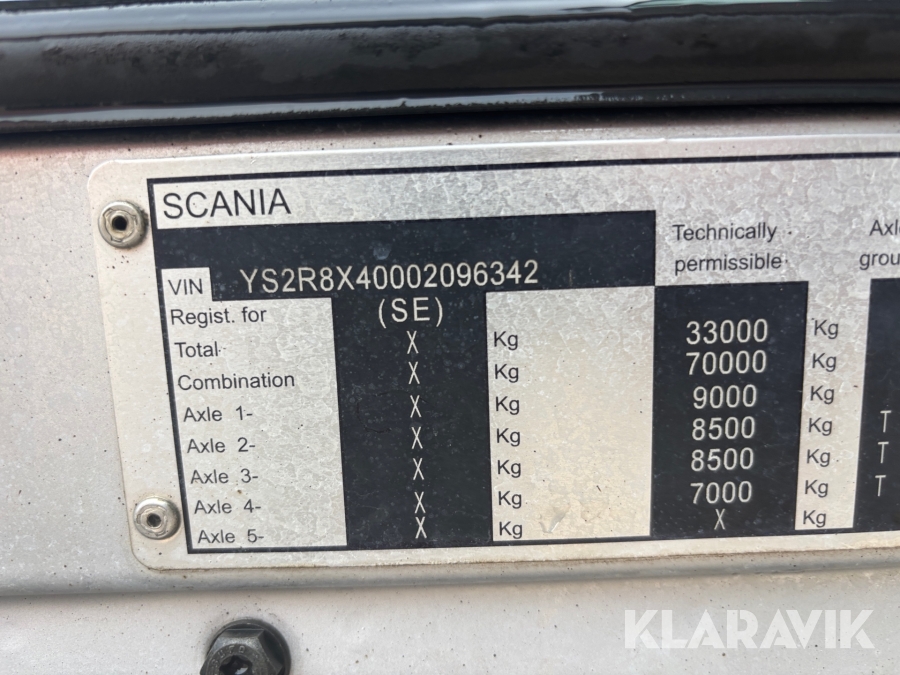 SCANIA
Technically
permissible
Axle
grou
VIN YS2R8X40002096342
Regist. for (SE)
Total X Kg 33000 Kg
Combination X Kg 70000 Kg
Axle 1- X Kg 9000 Kg
Axle 2- X Kg 8500 Kg T
Axle 3- X Kg 8500 Kg T
Axle 4- X Kg 7000 Kg T
Axle 5- X Kg X Kg
KLARAVIK